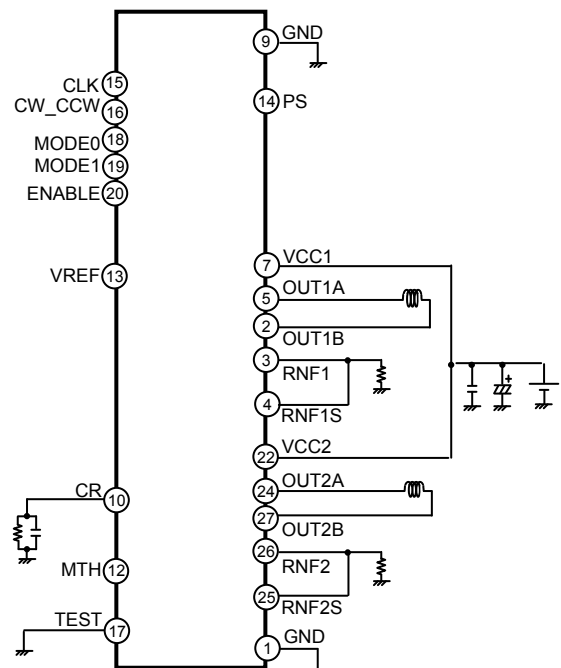 9 GND
15 CLK
14 PS
16 CW_CCW
18 MODE0
19 MODE1
20 ENABLE
7 VCC1
13 VREF
5 OUT1A
2 OUT1B
3 RNF1
4 RNF1S
22 VCC2
24 OUT2A
10 CR
27 OUT2B
26 RNF2
12 MTH
25 RNF2S
17 TEST
1 GND
+